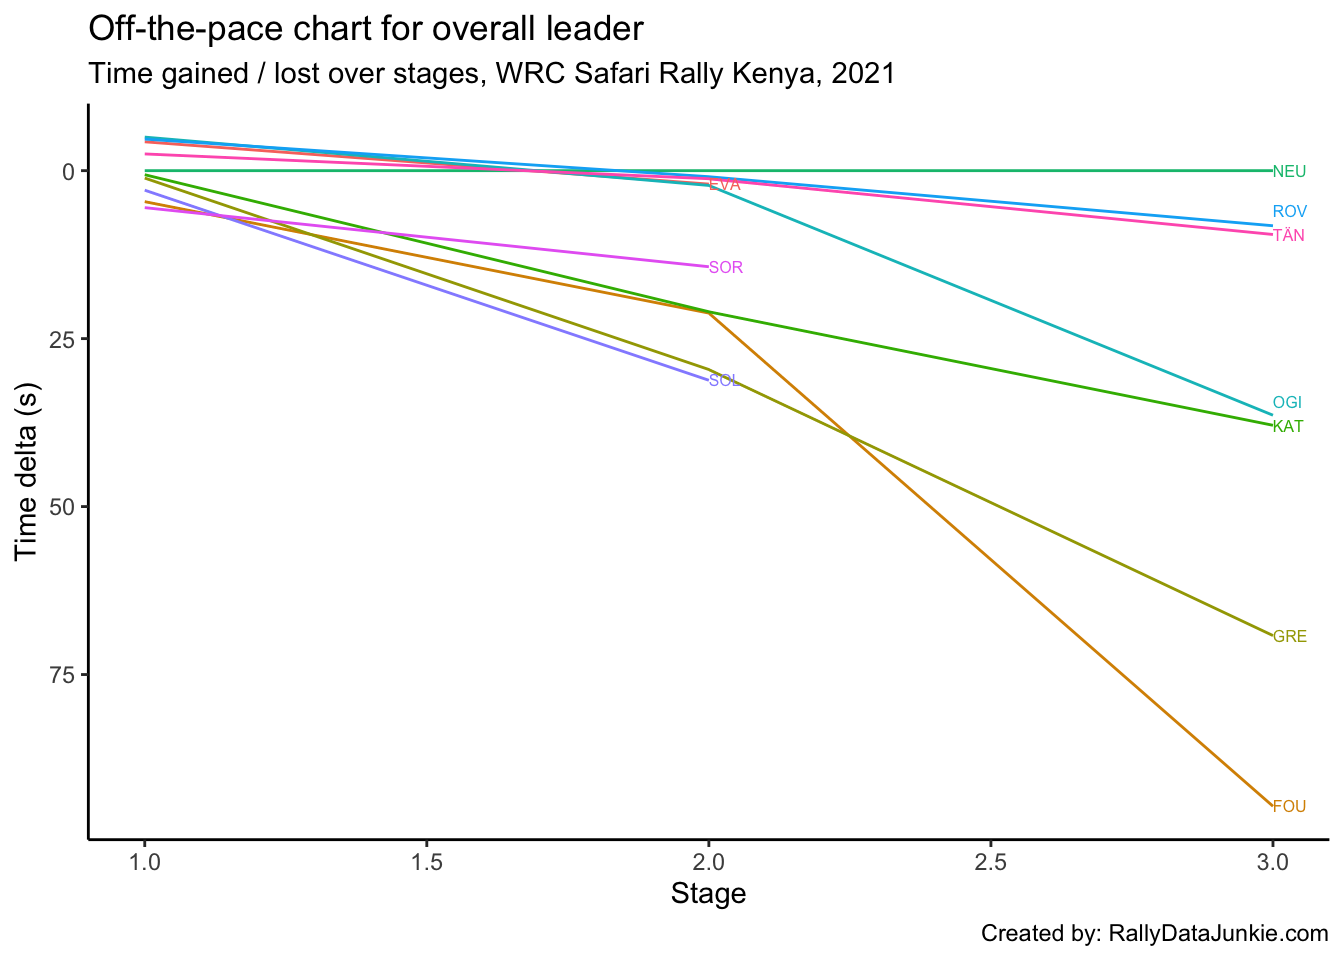 Off-the-pace chart for overall leader
Time gained / lost over stages, WRC Safari Rally Kenya, 2021
Time delta (s)
0
25
50
75
NEU
ROV
TÄN
EVA
SOR
SOL
OGI
KAT
GRE
FOU
1.0 1.5 2.0 2.5 3.0
Stage
Created by: RallyDataJunkie.com